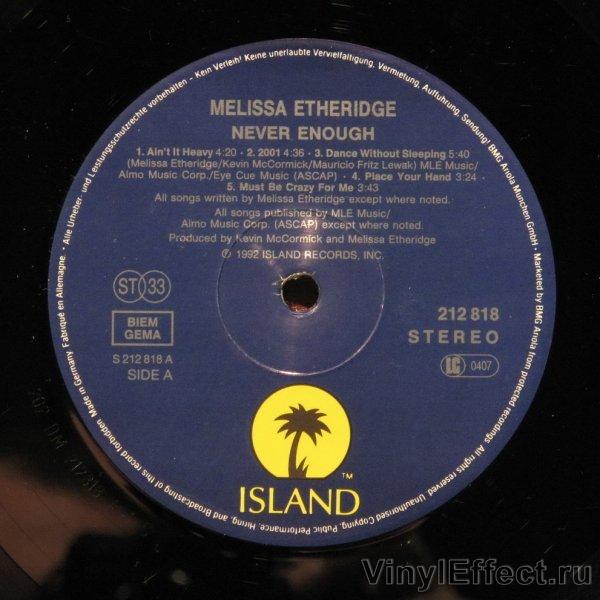 MELISSA ETHERIDGE
NEVER ENOUGH
1. Ain't It Heavy 4:20 · 2. 2001 4:36 · 3. Dance Without Sleeping 5:40
(Melissa Etheridge/Kevin McCormick/Mauricio Fritz Lewak) MLE Music/
Almo Music Corp./Eye Cue Music (ASCAP) · 4. Place Your Hand 3:24 ·
5. Must Be Crazy For Me 3:43
All songs written by Melissa Etheridge except where noted.
All songs published by MLE Music/
Almo Music Corp. (ASCAP) except where noted.
Produced by Kevin McCormick and Melissa Etheridge
℗ 1992 ISLAND RECORDS, INC.
ST 33
BIEM
GEMA
S 212 818 A
SIDE A
212 818
STEREO
LC 0407
TM
ISLAND
Made in Germany. Fabriqué en Allemagne. · Alle Urheber- und Leistungsschutzrechte vorbehalten – Kein Verleih! Keine unerlaubte Vervielfältigung, Vermietung, Aufführung, Sendung! BMG Ariola München GmbH · Marketed by BMG Ariola from protected recordings. All rights reserved. Unauthorised Copying, Public Performance, Hiring, and Broadcasting of this record forbidden.
VinylEffect.ru